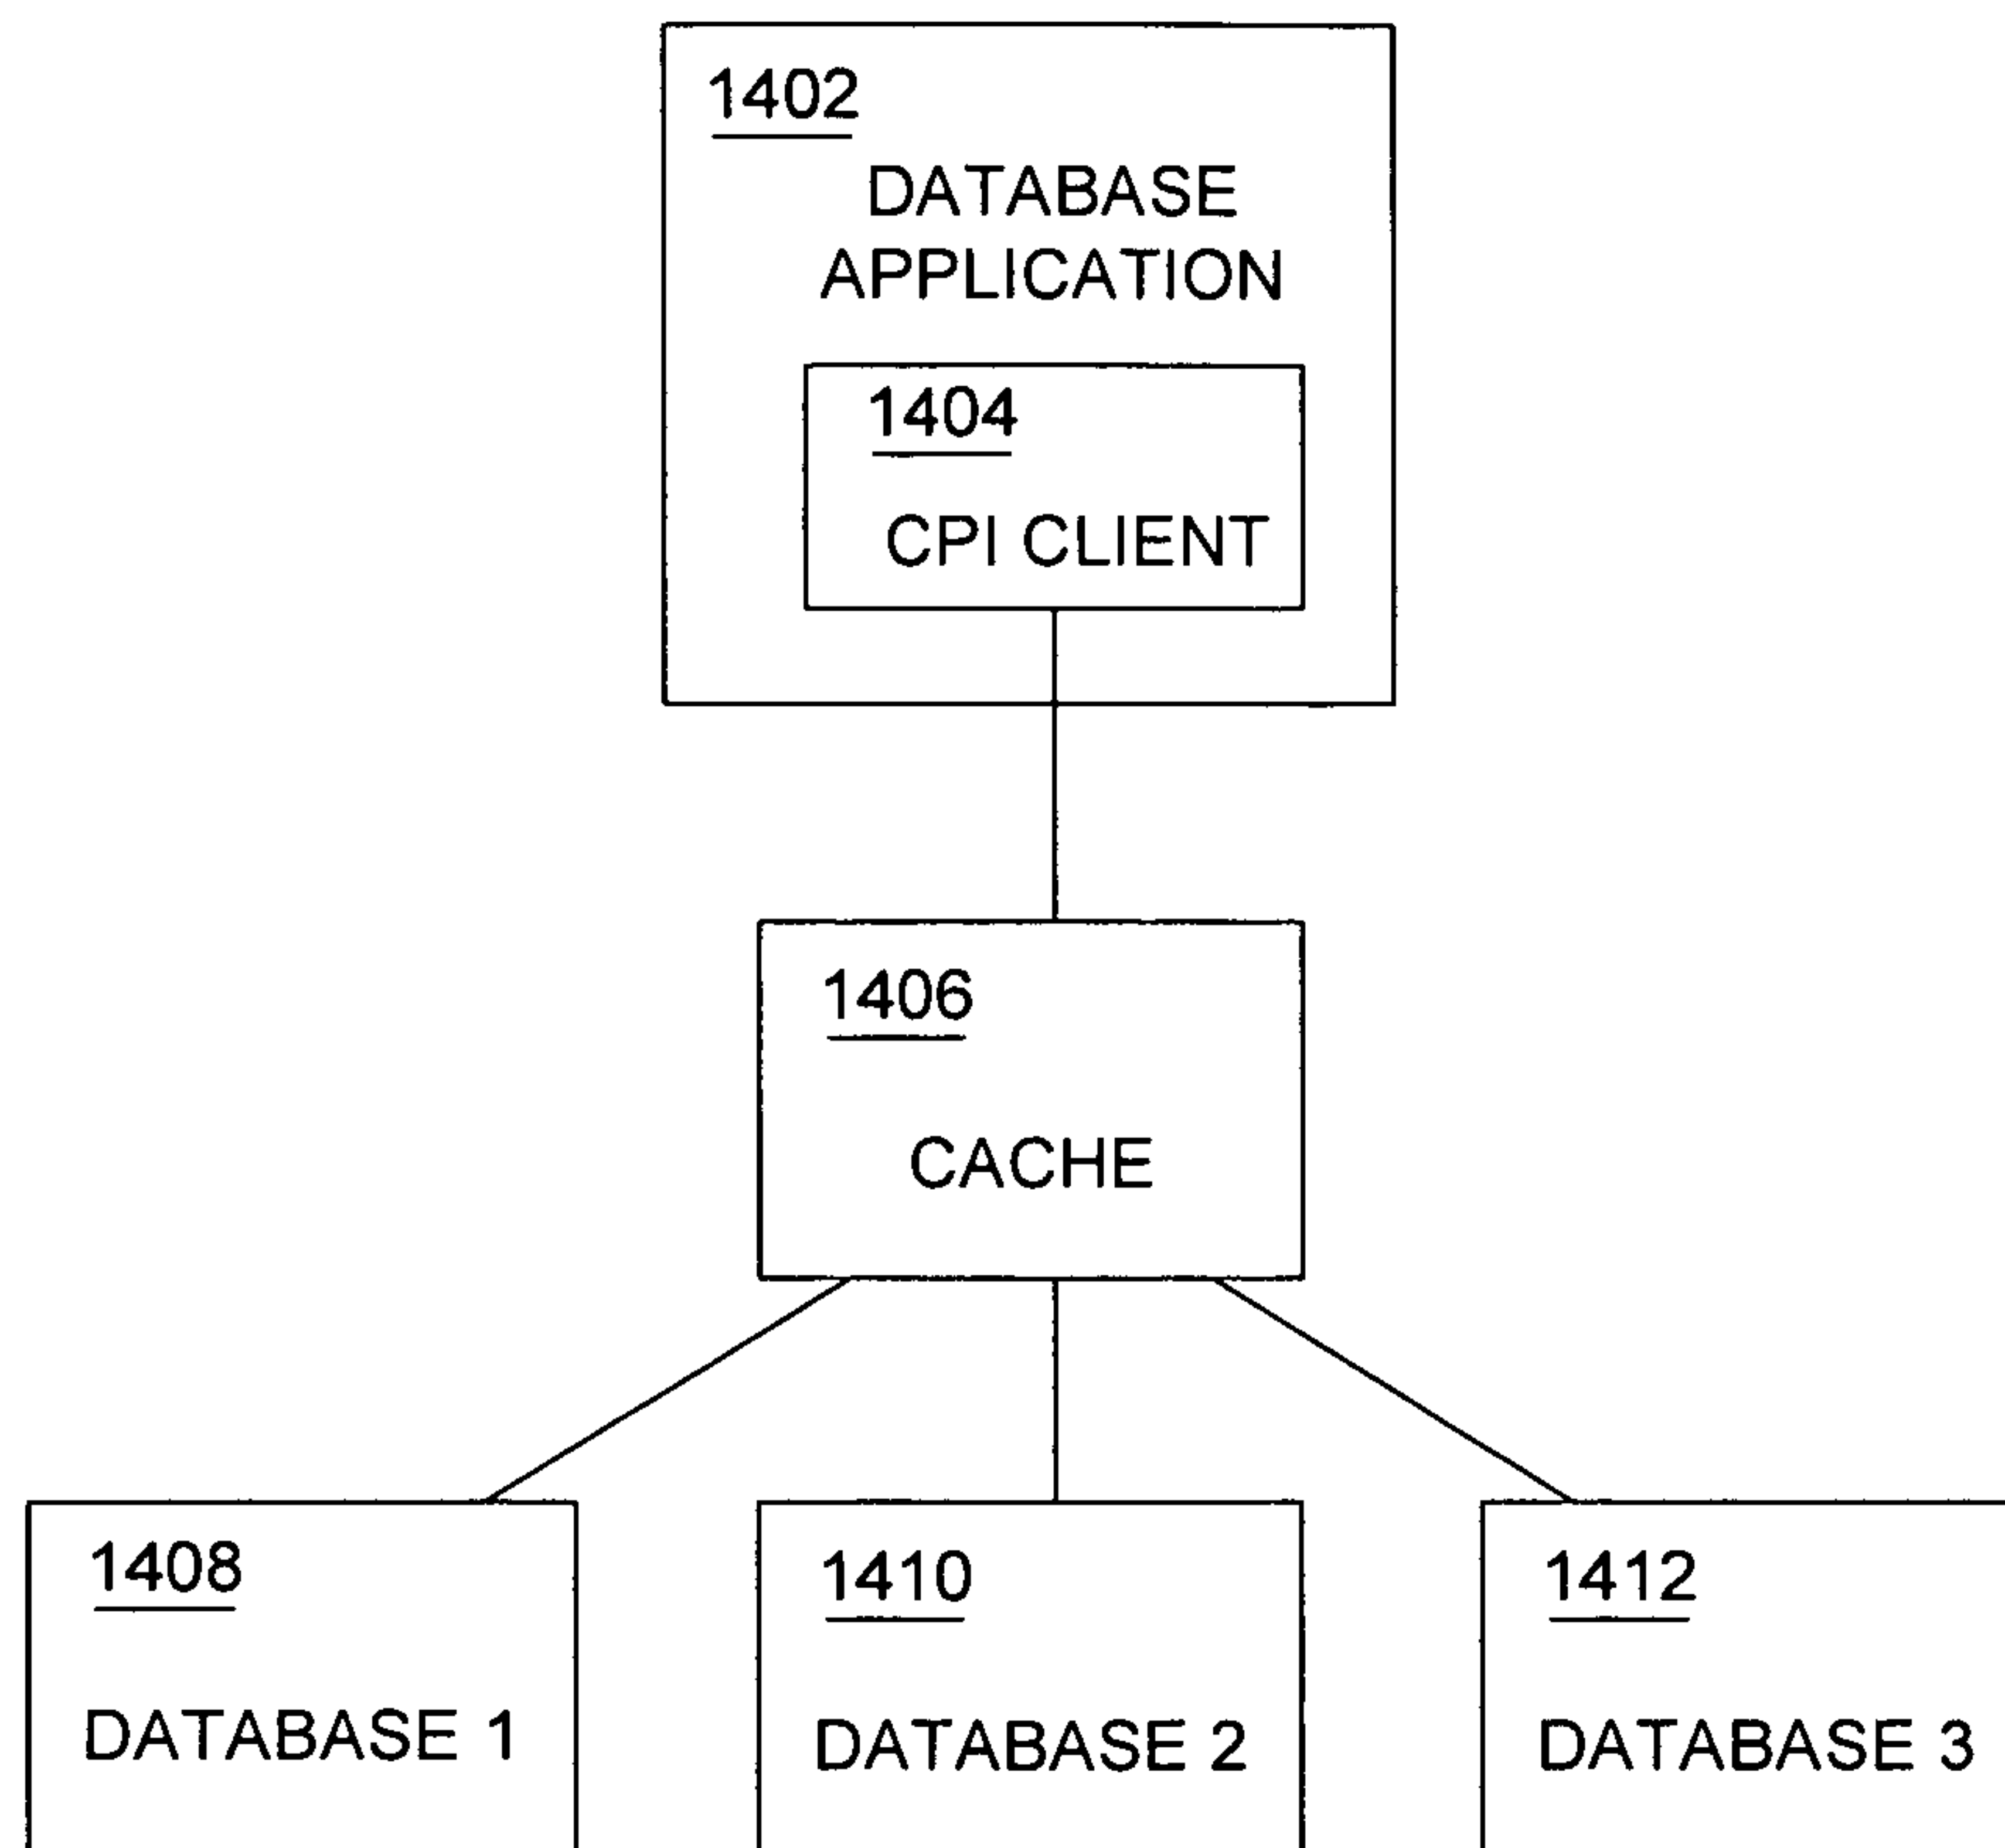 1402
DATABASE
APPLICATION
1404
CPI CLIENT
1406
CACHE
1408
DATABASE 1
1410
DATABASE 2
1412
DATABASE 3